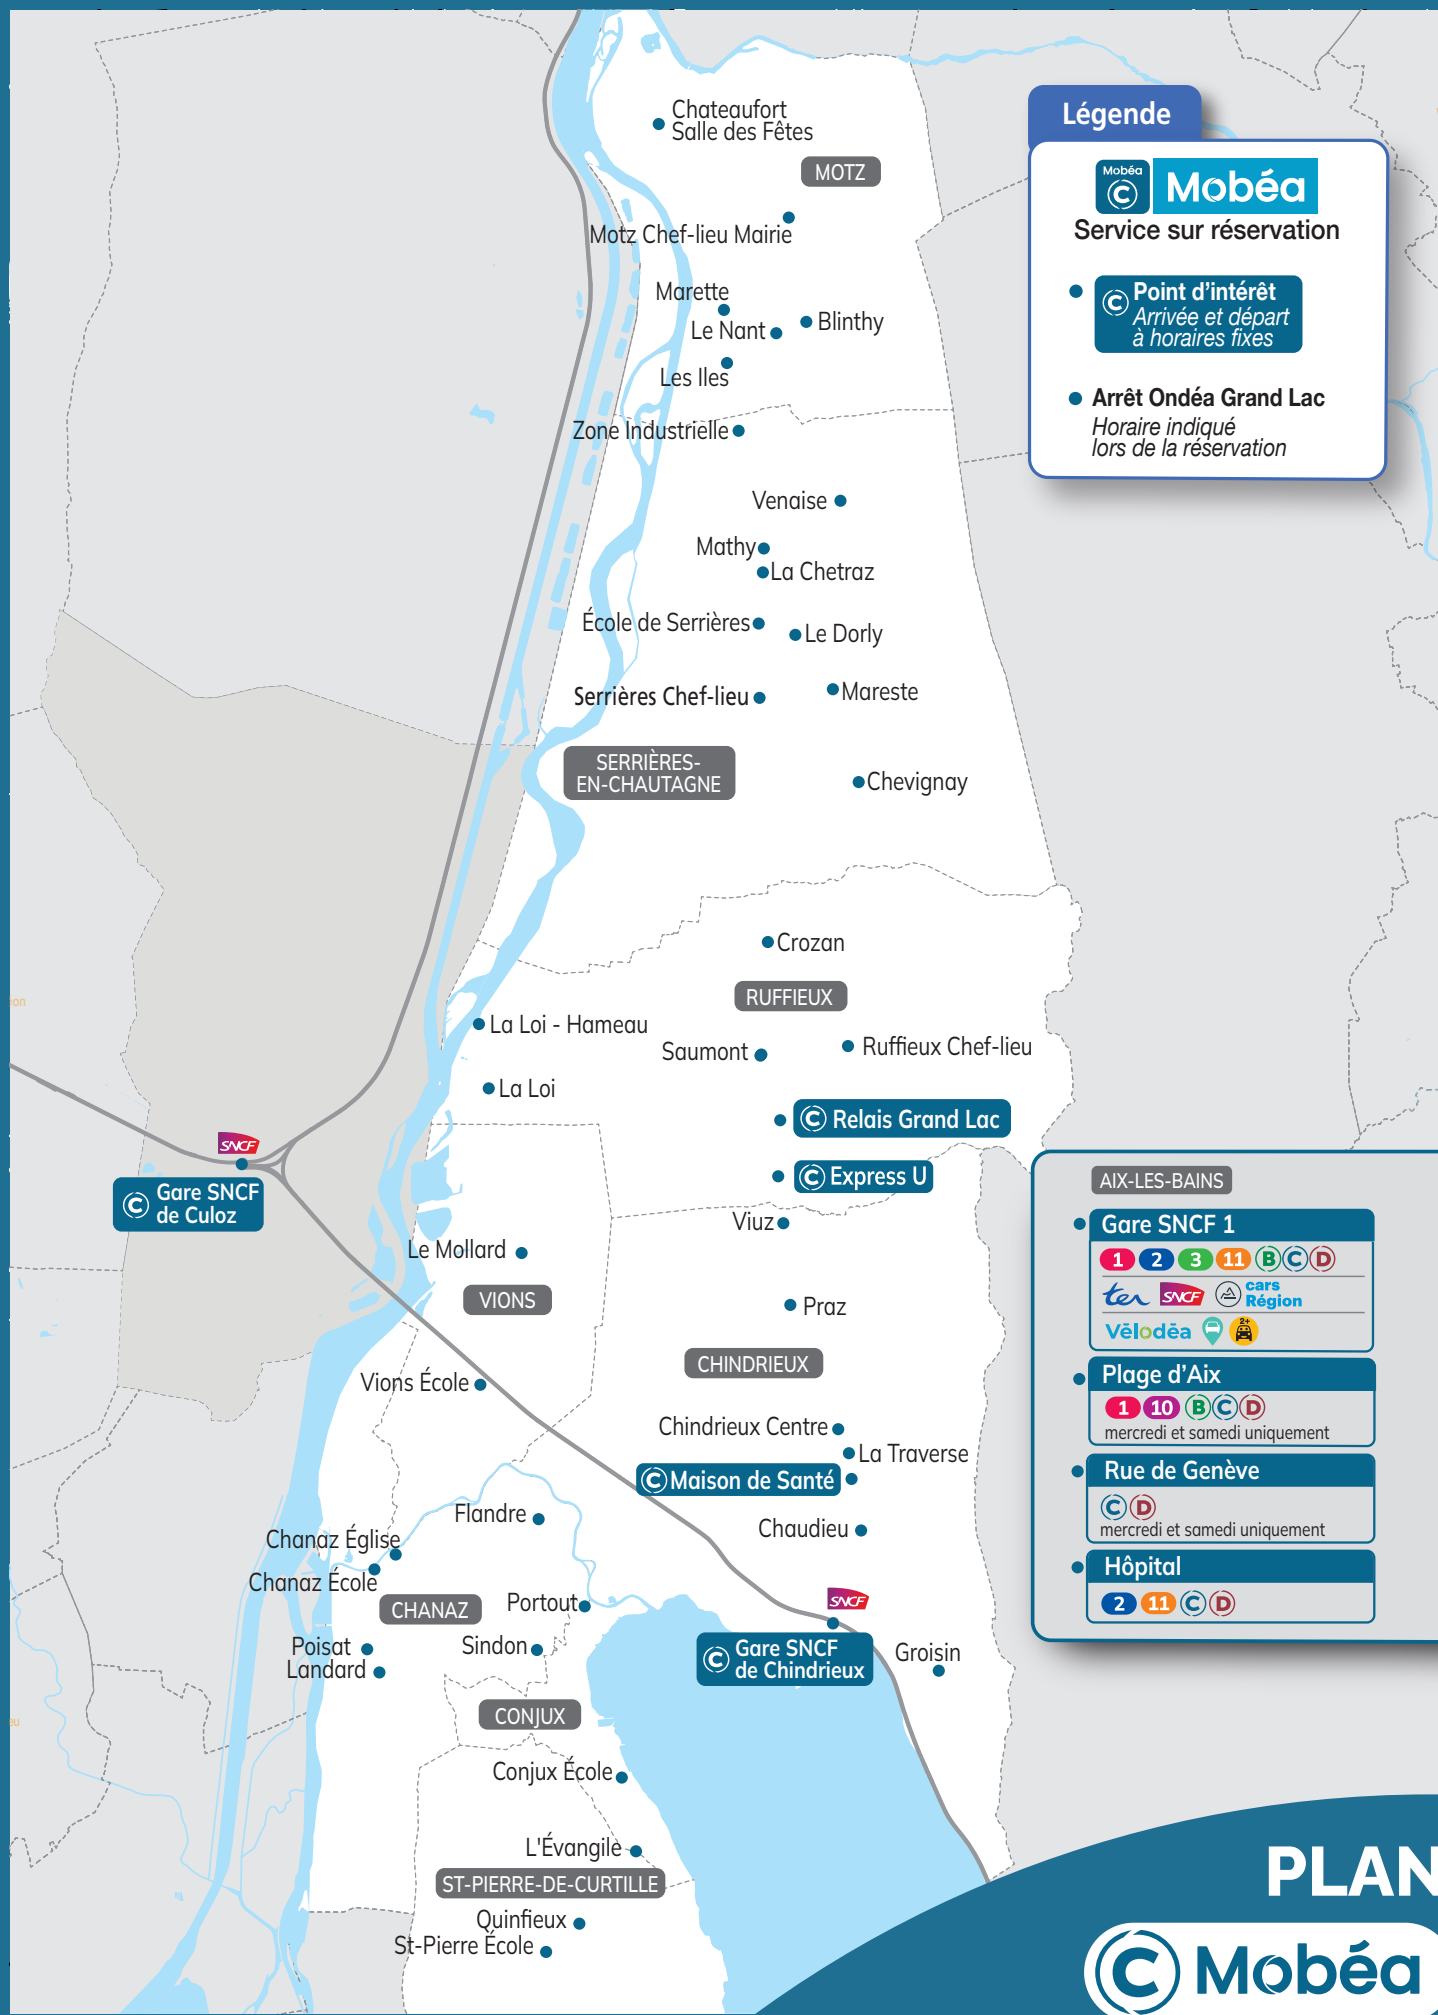 Chateaufort
Salle des Fêtes
MOTZ
Motz Chef-lieu Mairie
Marette
Le Nant
Blinthy
Les Iles
Zone Industrielle
Venaise
Mathy
La Chetraz
École de Serrières
Le Dorly
Serrières Chef-lieu
Mareste
SERRIÈRES-
EN-CHAUTAGNE
Chevignay
Crozan
RUFFIEUX
La Loi - Hameau
Saumont
Ruffieux Chef-lieu
La Loi
C Relais Grand Lac
C Express U
SNCF
C Gare SNCF
de Culoz
Viuz
Le Mollard
VIONS
Praz
CHINDRIEUX
Vions École
Chindrieux Centre
La Traverse
C Maison de Santé
Flandre
Chaudieu
Chanaz Église
Chanaz École
CHANAZ
Portout
SNCF
Poisat
Sindon
Landard
C Gare SNCF
de Chindrieux
Groisin
CONJUX
Conjux École
L'Évangile
ST-PIERRE-DE-CURTILLE
Quinfieux
St-Pierre École
Légende
Mobéa
C
Mobéa
Service sur réservation
C Point d'intérêt
Arrivée et départ
à horaires fixes
Arrêt Ondéa Grand Lac
Horaire indiqué
lors de la réservation
AIX-LES-BAINS
Gare SNCF 1
1 2 3 11 B C D
ter SNCF cars
Région
Vélodéa 2+
Plage d'Aix
1 10 B C D
mercredi et samedi uniquement
Rue de Genève
C D
mercredi et samedi uniquement
Hôpital
2 11 C D
PLAN
C Mobéa